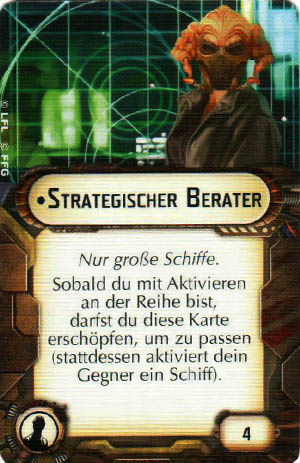 © LFL © FFG
•Strategischer Berater
Nur große Schiffe.
Sobald du mit Aktivieren
an der Reihe bist,
darfst du diese Karte
erschöpfen, um zu passen
(stattdessen aktiviert dein
Gegner ein Schiff).
4